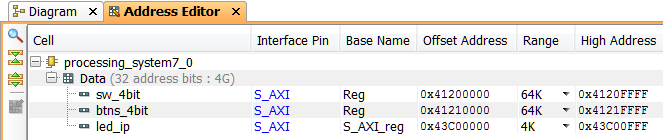 Diagram × Address Editor ×
Cell Interface Pin Base Name Offset Address Range High Address
processing_system7_0
Data (32 address bits : 4G)
sw_4bit S_AXI Reg 0x41200000 64K 0x4120FFFF
btns_4bit S_AXI Reg 0x41210000 64K 0x4121FFFF
led_ip S_AXI S_AXI_reg 0x43C00000 4K 0x43C00FFF